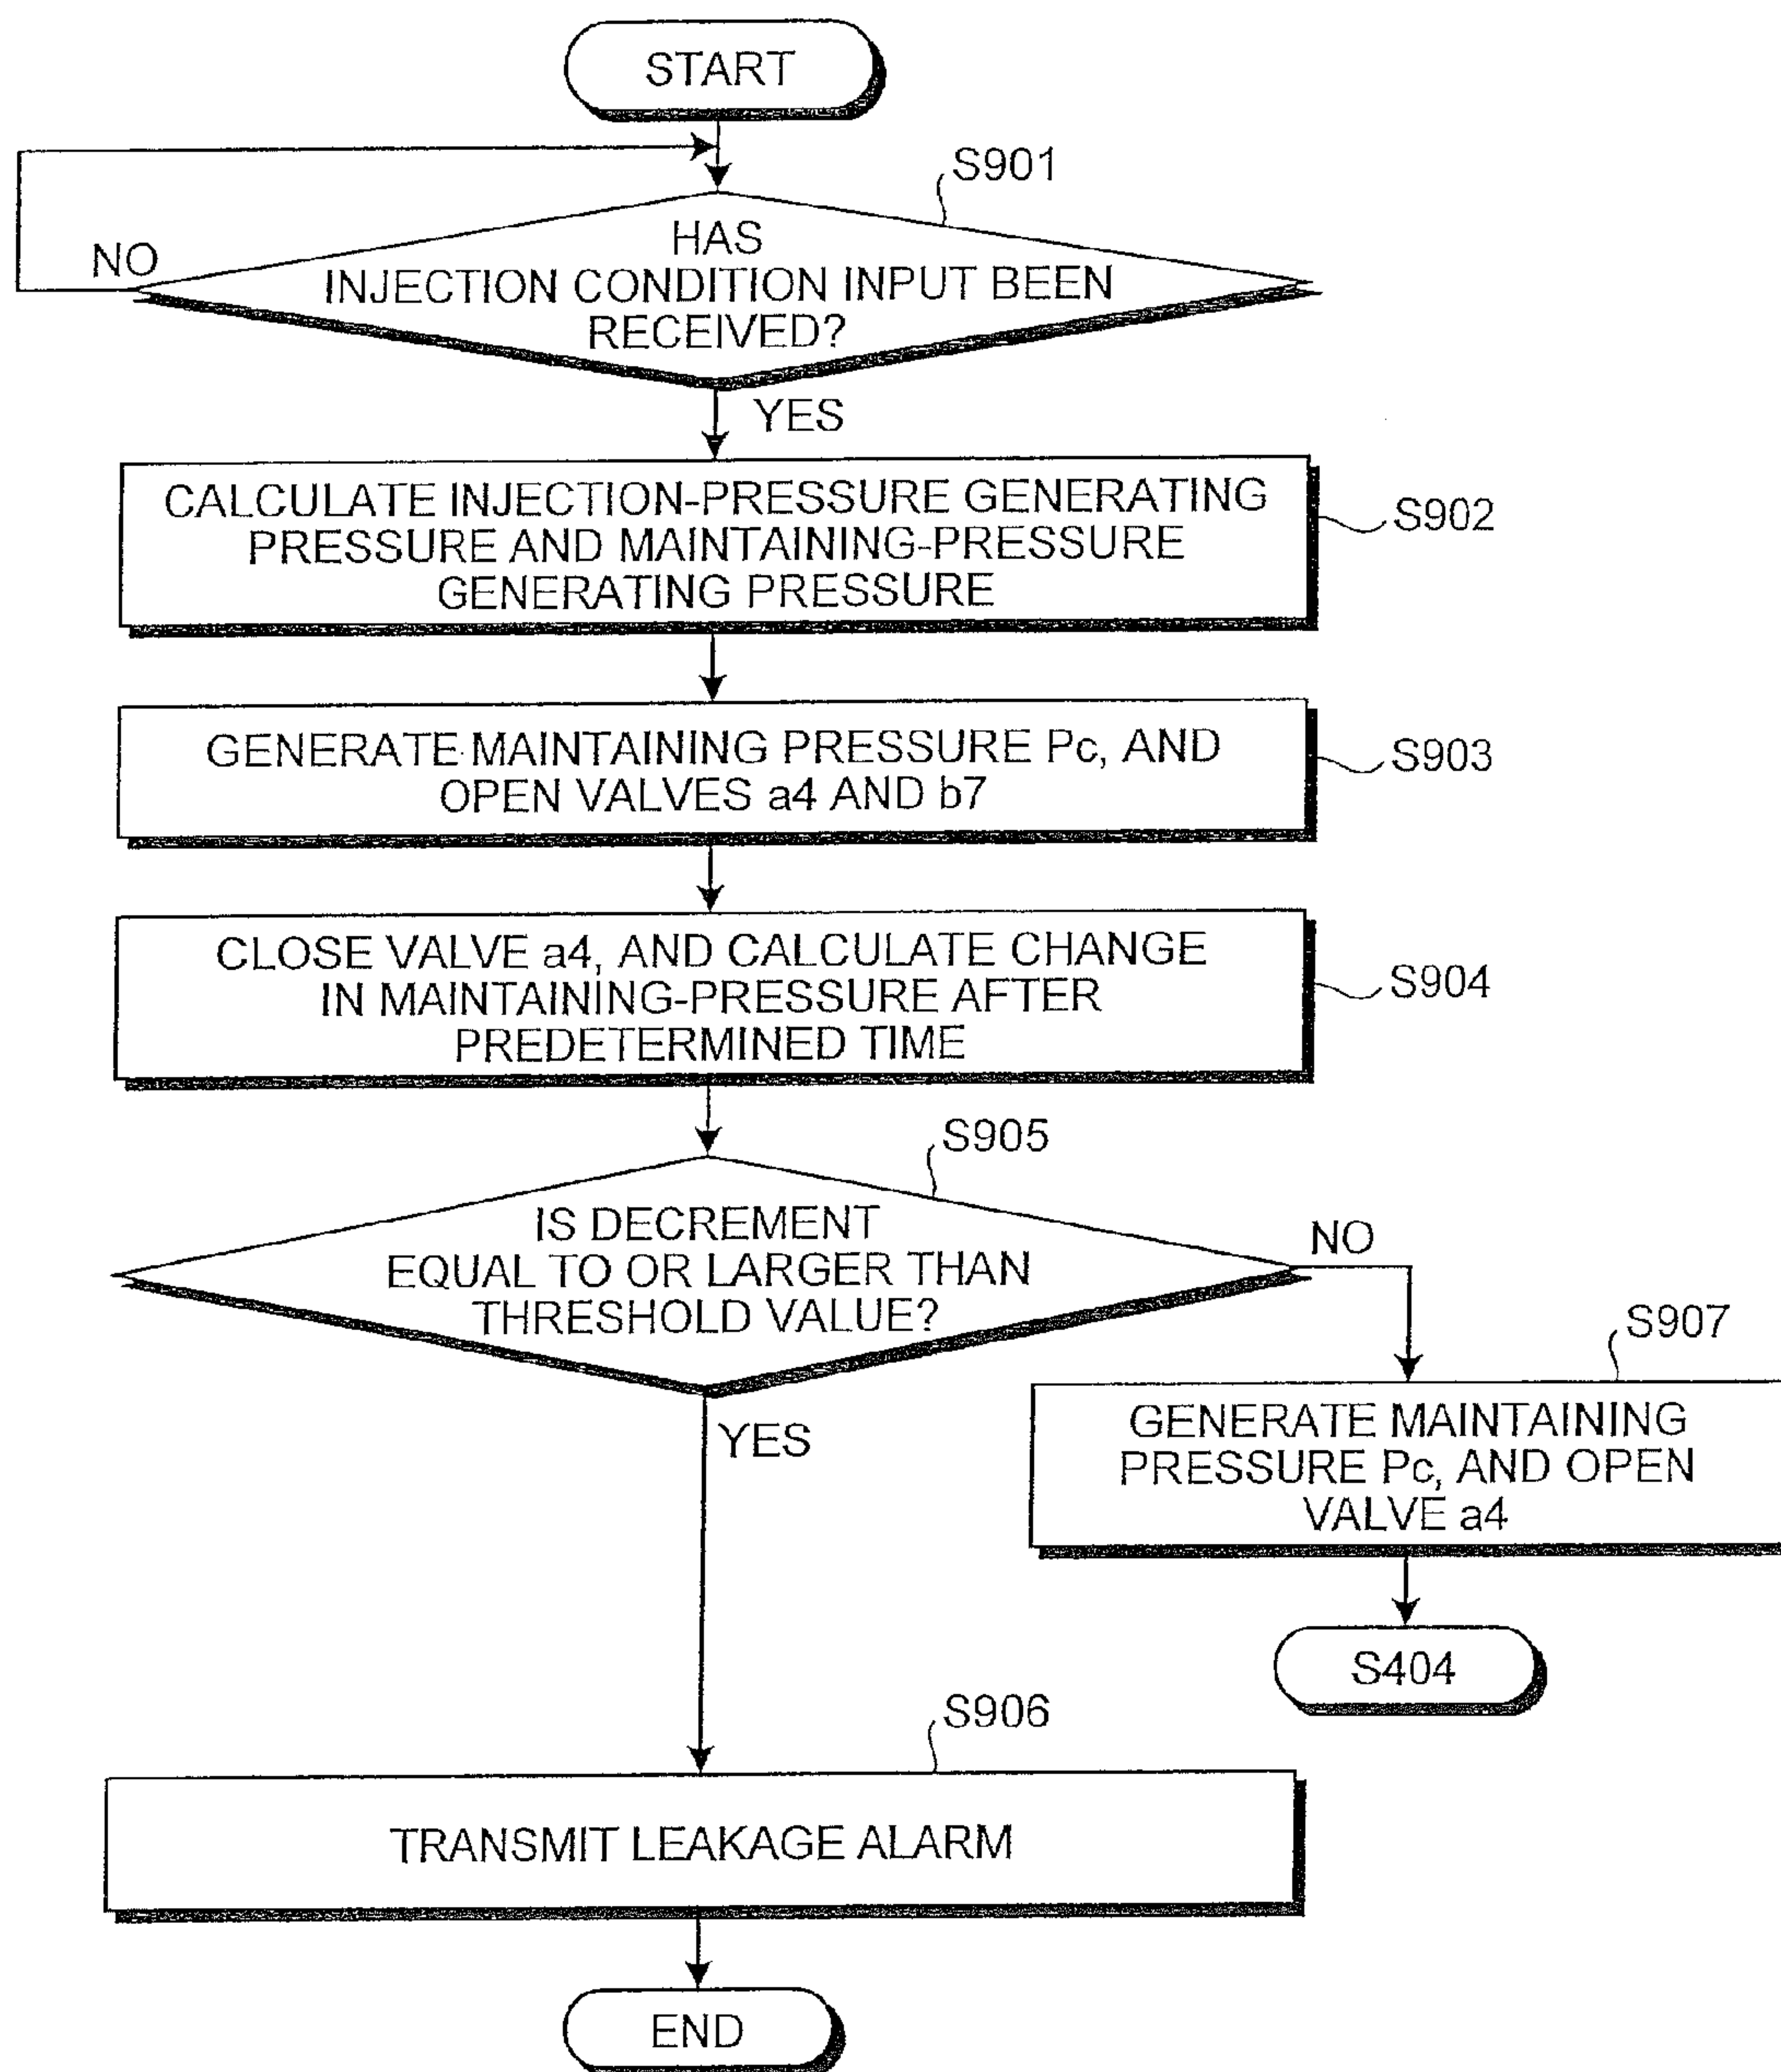 START
S901
HAS
INJECTION CONDITION INPUT BEEN
RECEIVED?
NO
YES
CALCULATE INJECTION-PRESSURE GENERATING
PRESSURE AND MAINTAINING-PRESSURE
GENERATING PRESSURE
S902
GENERATE MAINTAINING PRESSURE Pc, AND
OPEN VALVES a4 AND b7
S903
CLOSE VALVE a4, AND CALCULATE CHANGE
IN MAINTAINING-PRESSURE AFTER
PREDETERMINED TIME
S904
S905
IS DECREMENT
EQUAL TO OR LARGER THAN
THRESHOLD VALUE?
NO
YES
S907
GENERATE MAINTAINING
PRESSURE Pc, AND OPEN
VALVE a4
S404
S906
TRANSMIT LEAKAGE ALARM
END